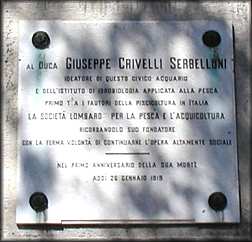 AL DUCA GIUSEPPE CRIVELLI SERBELLONI
IDEATORE DI QUESTO CIVICO ACQUARIO
E DELL'ISTITUTO DI IDROBIOLOGIA APPLICATA ALLA PESCA
PRIMO TRA I FAUTORI DELLA PISCICOLTURA IN ITALIA
LA SOCIETÀ LOMBARDA PER LA PESCA E L'ACQUICOLTURA
RICORDANDOLO SUO FONDATORE
CON LA FERMA VOLONTÀ DI CONTINUARNE L'OPERA ALTAMENTE SOCIALE
NEL PRIMO ANNIVERSARIO DELLA SUA MORTE
ADDÌ 26 GENNAIO 1919